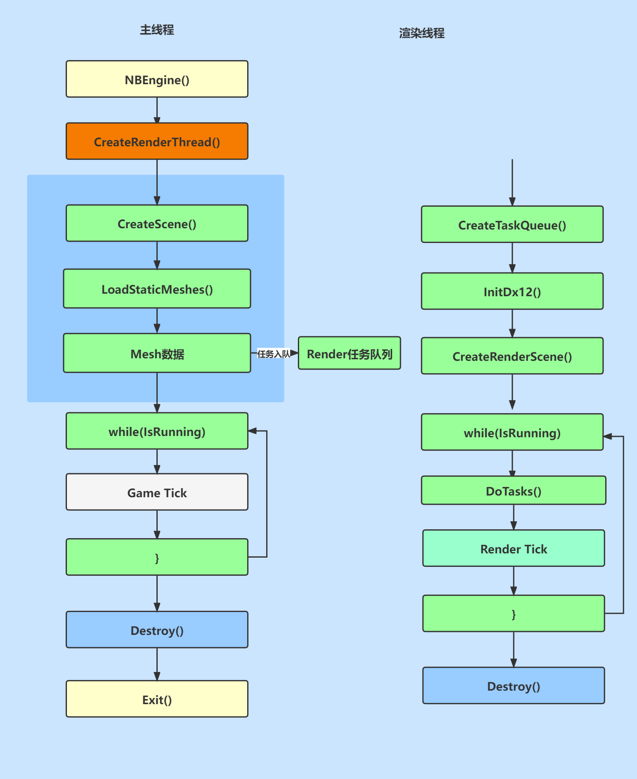 主线程
NBEngine()
CreateRenderThread()
CreateScene()
LoadStaticMeshes()
Mesh数据
任务入队
Render任务队列
while(IsRunning)
Game Tick
}
Destroy()
Exit()
渲染线程
CreateTaskQueue()
InitDx12()
CreateRenderScene()
while(IsRunning)
DoTasks()
Render Tick
}
Destroy()